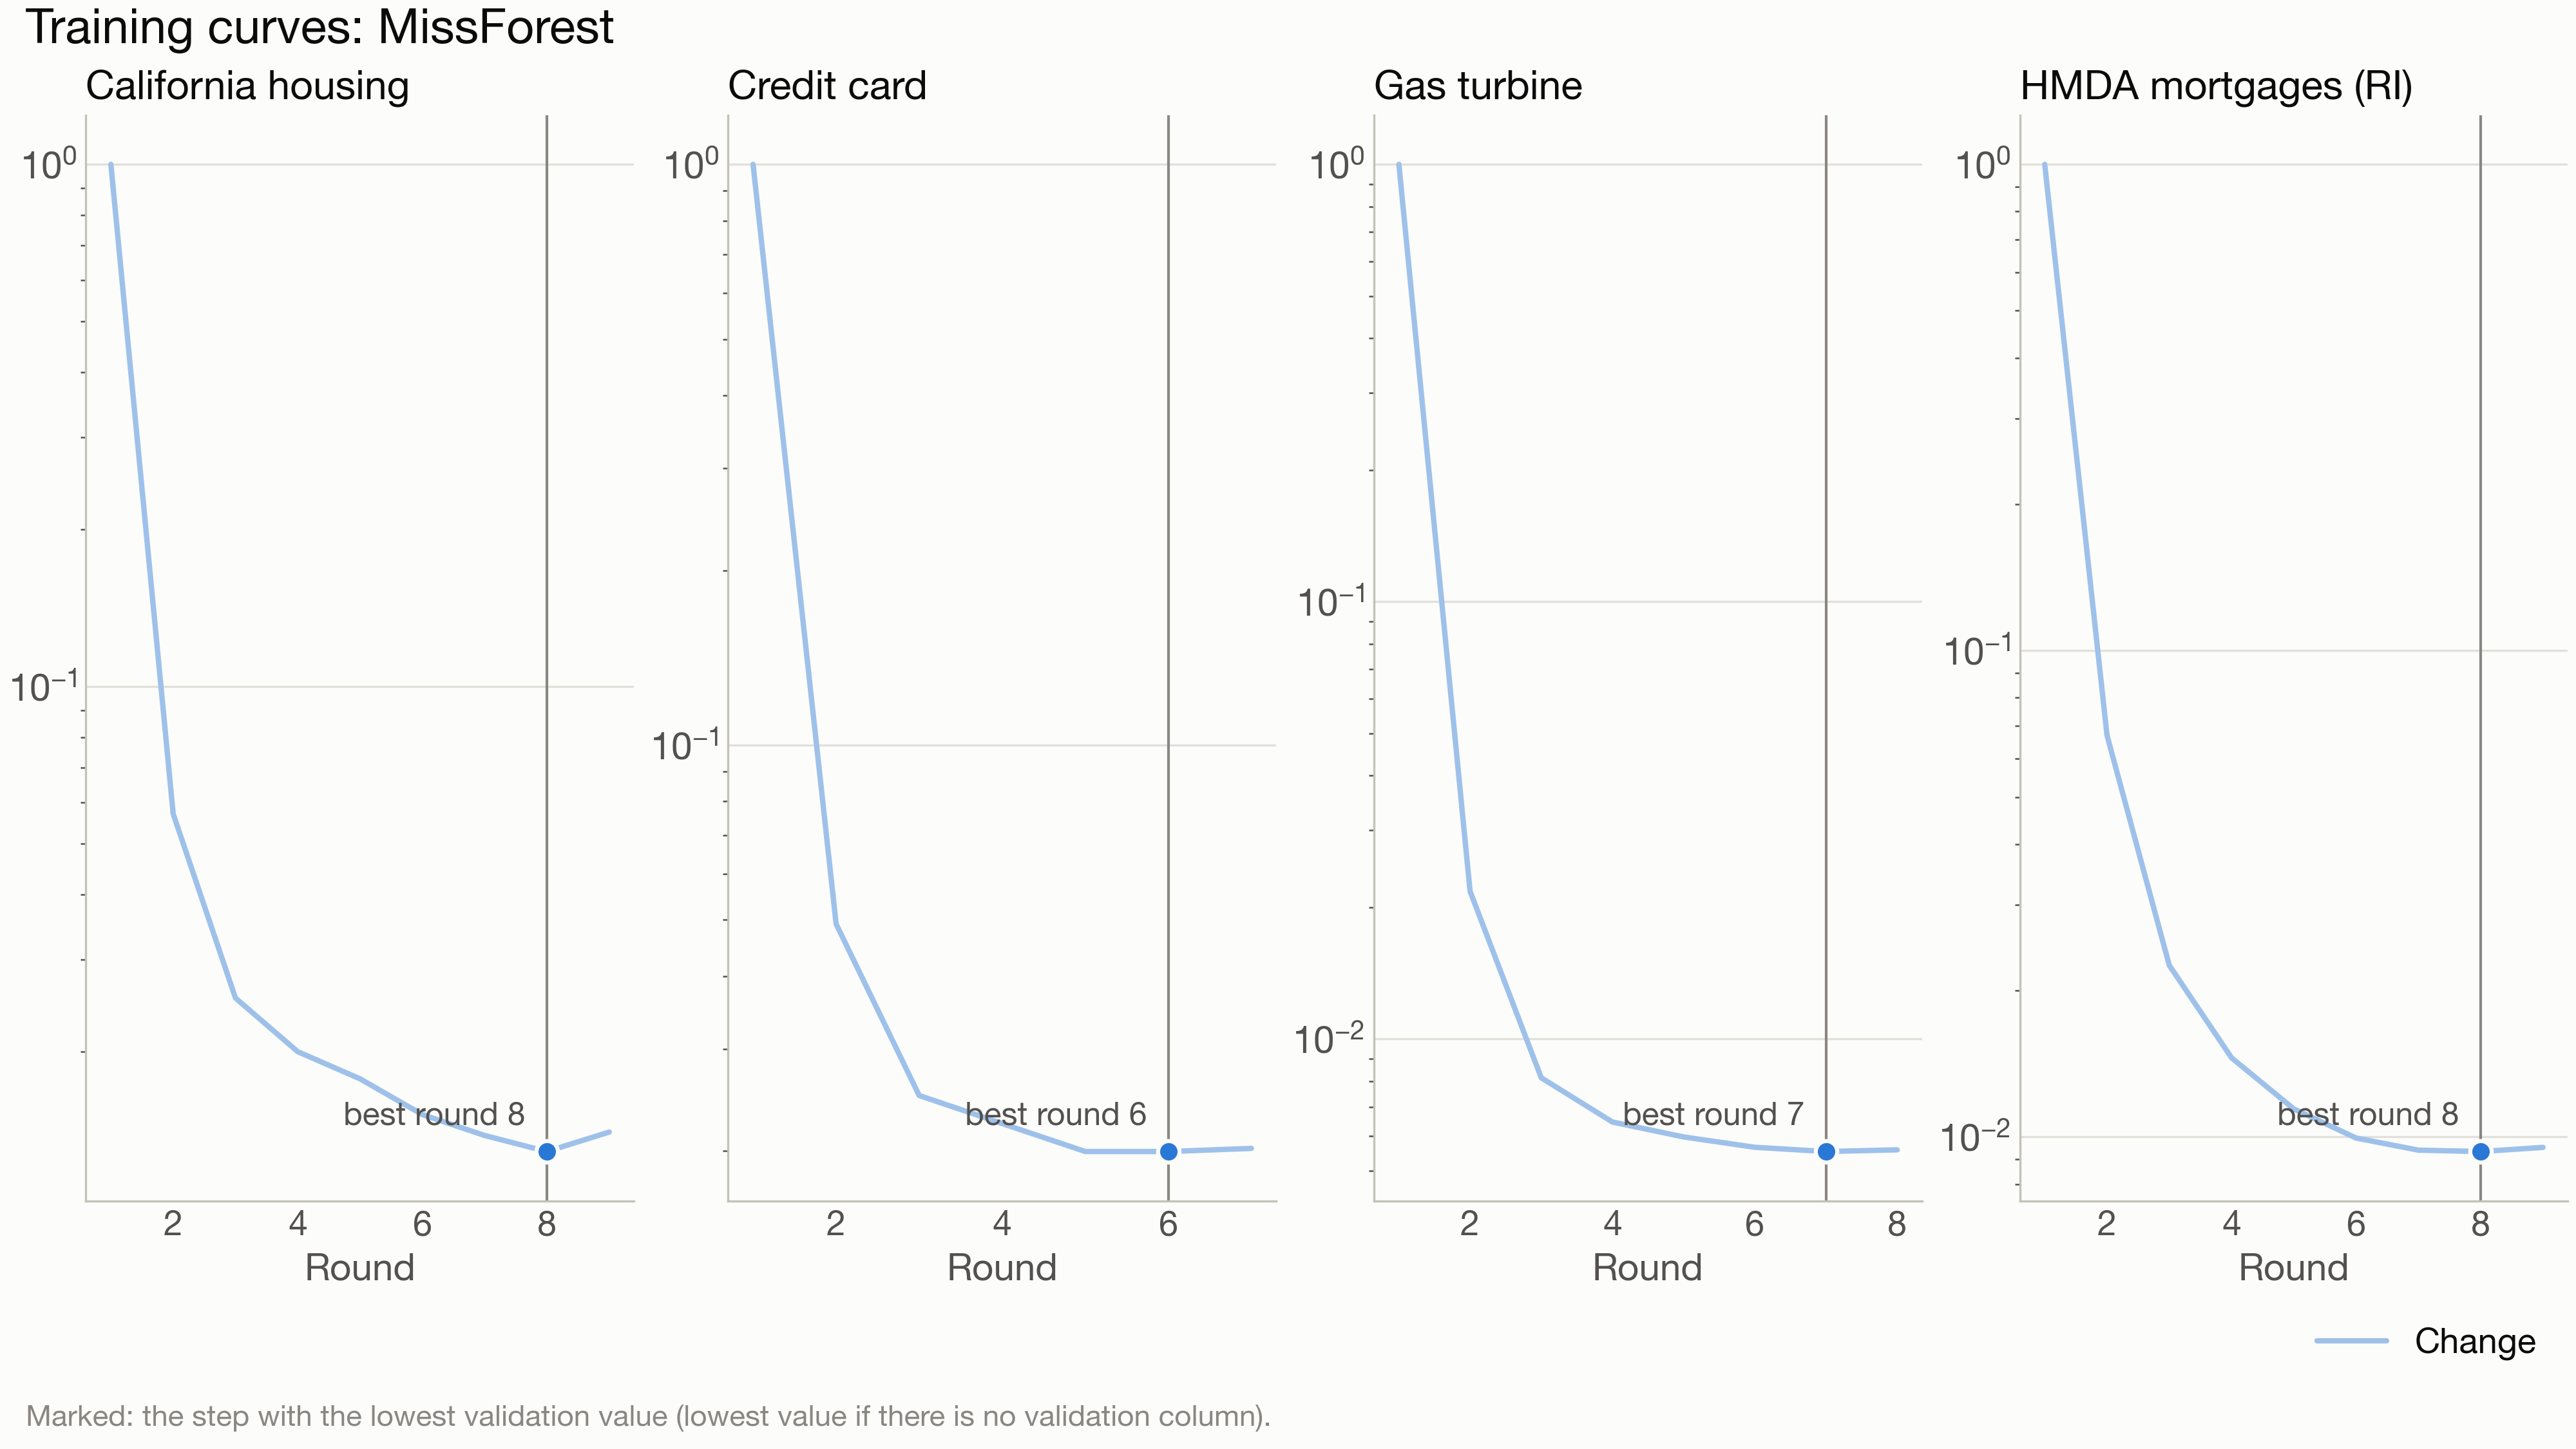 Training curves: MissForest
California housing
10⁰
10⁻¹
best round 8
2 4 6 8
Round
Credit card
10⁰
10⁻¹
best round 6
2 4 6
Round
Gas turbine
10⁰
10⁻¹
10⁻²
best round 7
2 4 6 8
Round
HMDA mortgages (RI)
10⁰
10⁻¹
10⁻²
best round 8
2 4 6 8
Round
Change
Marked: the step with the lowest validation value (lowest value if there is no validation column).